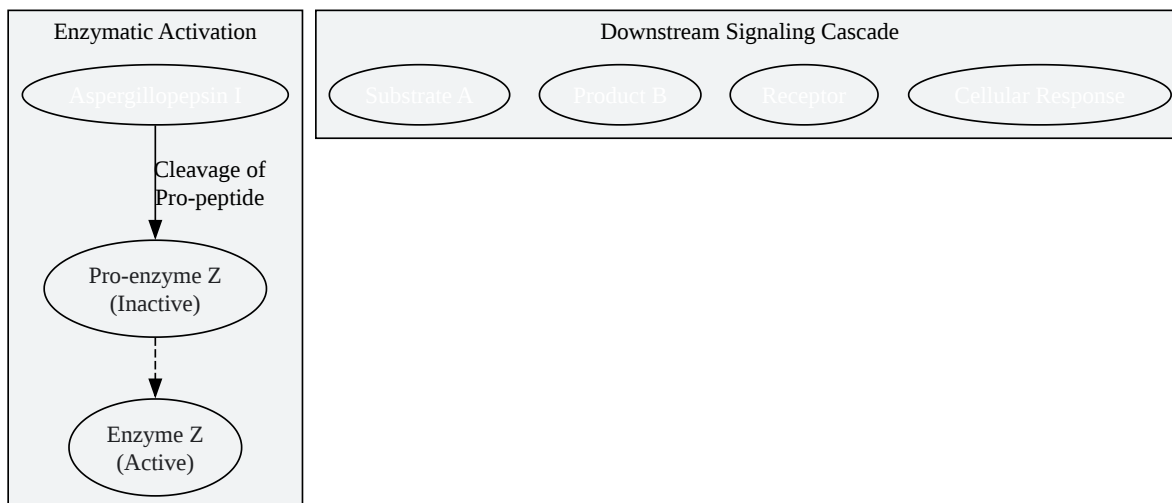 Enzymatic Activation
Aspergillopepsin I
Cleavage of
Pro-peptide
Pro-enzyme Z
(Inactive)
Enzyme Z
(Active)
Downstream Signaling Cascade
Substrate A
Product B
Receptor
Cellular Response